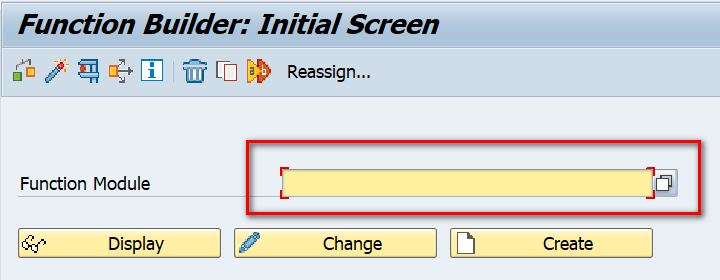 Function Builder: Initial Screen
Reassign...
Function Module
Display Change Create